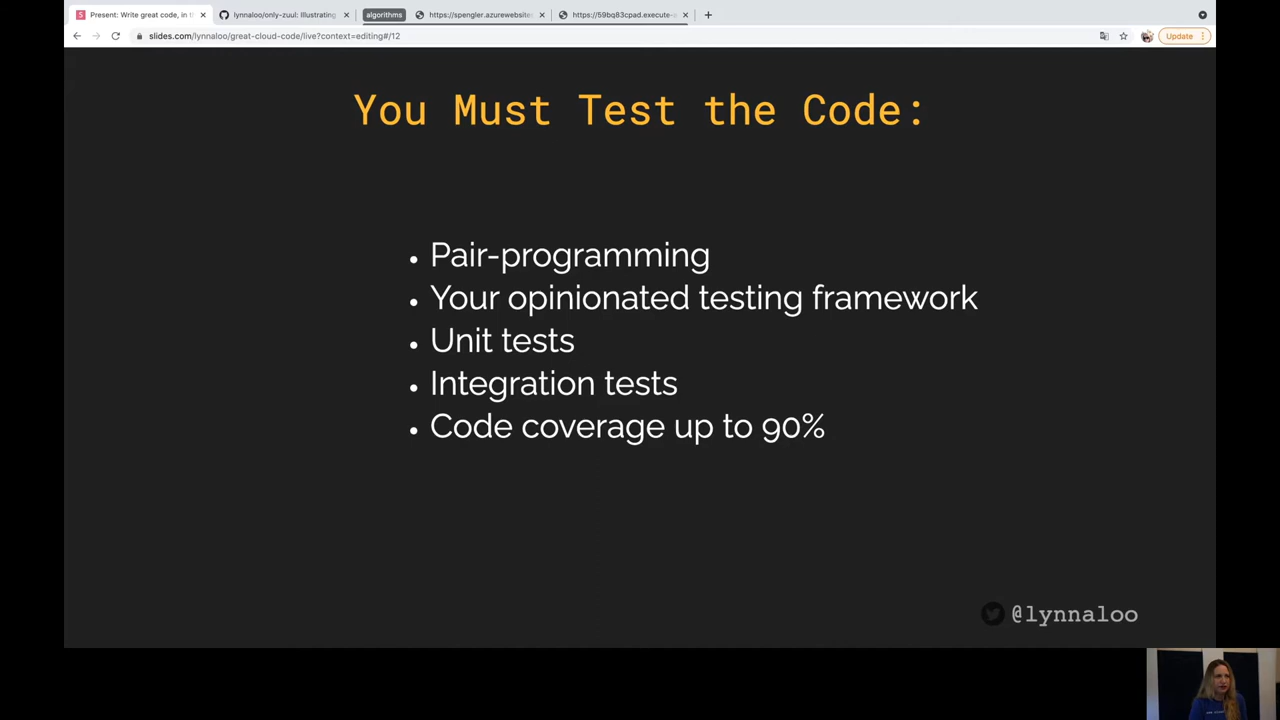 Present: Write great code, in t
lynnaloo/only-zuul: Illustrating
algorithms
https://spengler.azurewebsite
https://59bq83cpad.execute-
Update
slides.com/lynnaloo/great-cloud-code/live?context=editing#/12
You Must Test the Code:
• Pair-programming
• Your opinionated testing framework
• Unit tests
• Integration tests
• Code coverage up to 90%
@lynnaloo